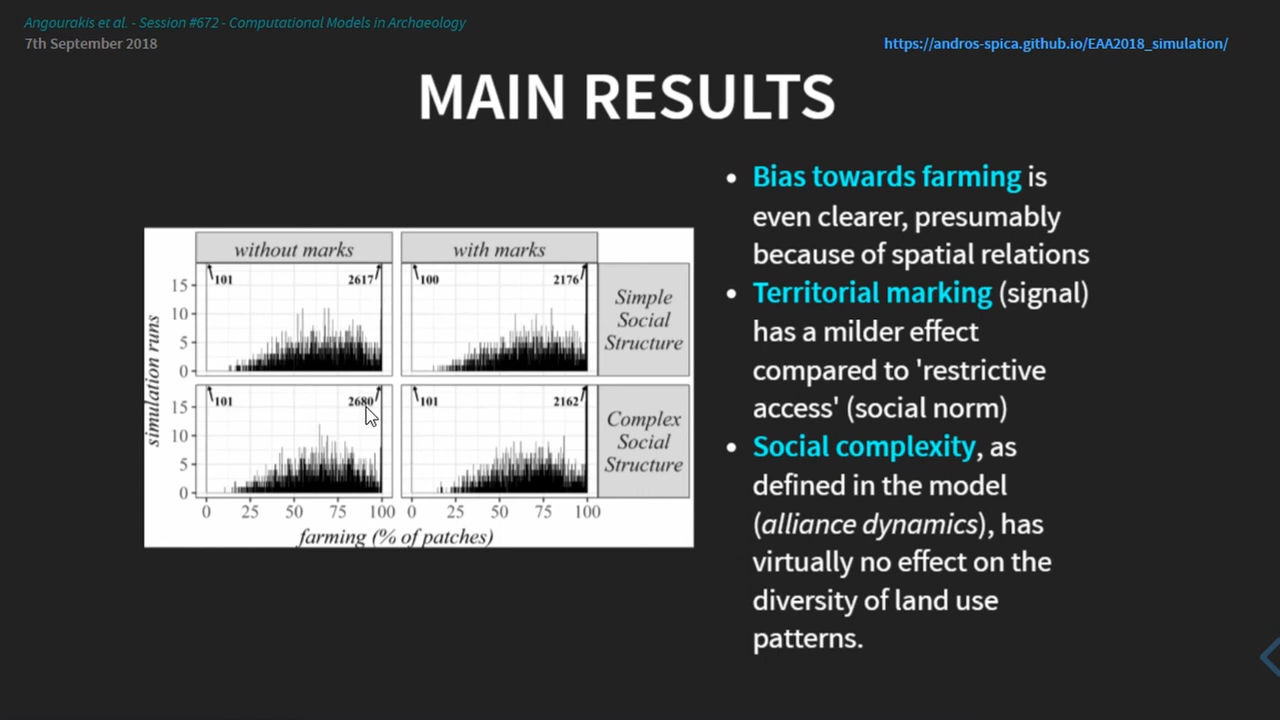 Angourakis et al. - Session #672 - Computational Models in Archaeology
7th September 2018
https://andros-spica.github.io/EAA2018_simulation/
MAIN RESULTS
without marks
with marks
101
2617
100
2176
Simple
Social
Structure
15
10
5
0
101
2680
101
2162
Complex
Social
Structure
15
10
5
0
simulation runs
0 25 50 75 100 0 25 50 75 100
farming (% of patches)
• Bias towards farming is
even clearer, presumably
because of spatial relations
• Territorial marking (signal)
has a milder effect
compared to 'restrictive
access' (social norm)
• Social complexity, as
defined in the model
(alliance dynamics), has
virtually no effect on the
diversity of land use
patterns.